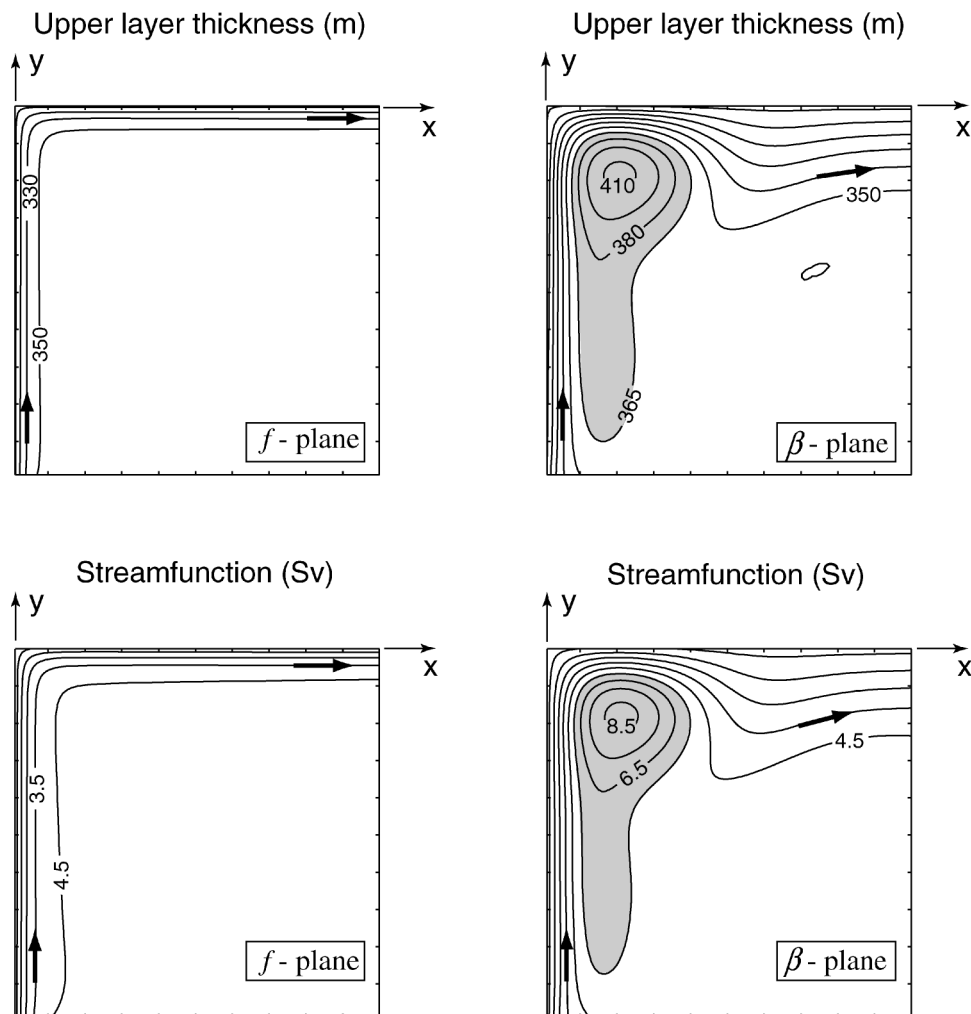 Upper layer thickness (m)
y
x
330
350
f - plane
Upper layer thickness (m)
y
x
410
380
350
365
β - plane
Streamfunction (Sv)
y
x
3.5
4.5
f - plane
Streamfunction (Sv)
y
x
8.5
6.5
4.5
β - plane